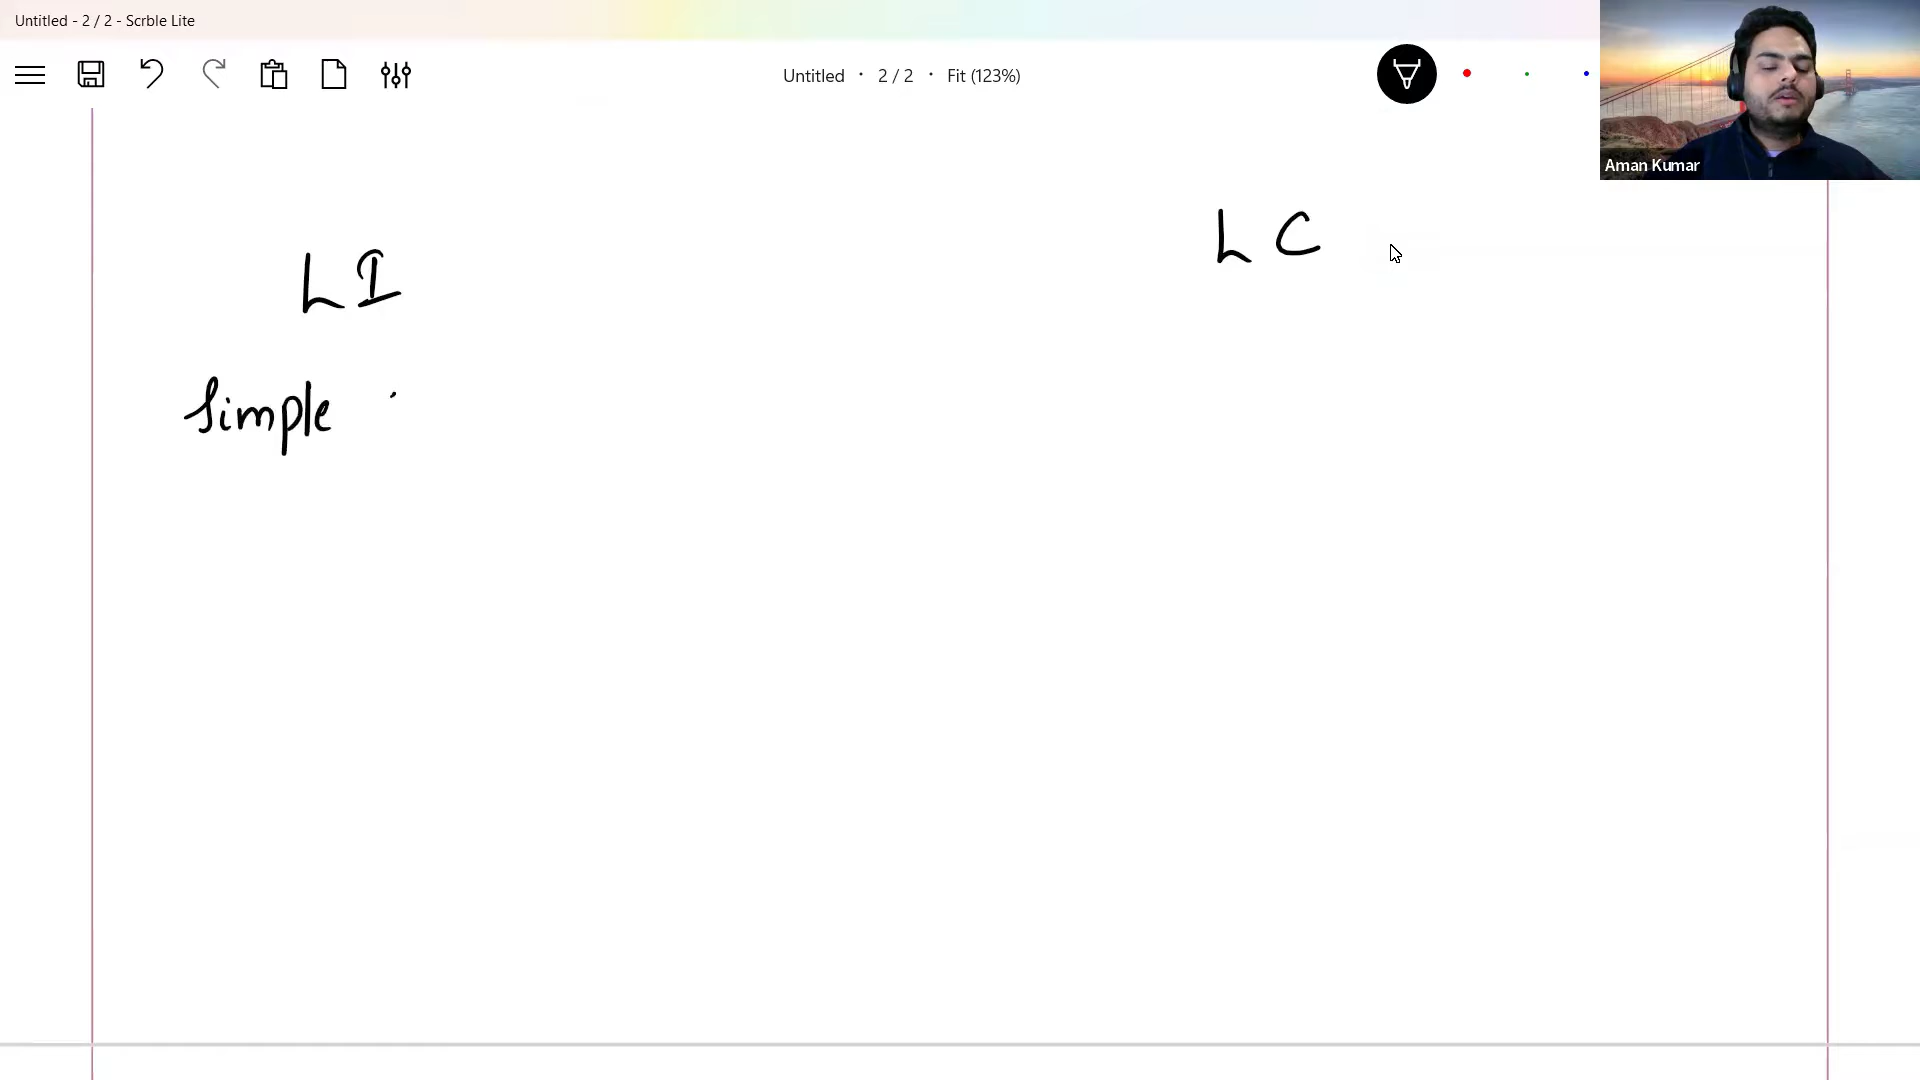 Untitled - 2 / 2 - Scrble Lite
Untitled • 2 / 2 • Fit (123%)
Aman Kumar
LI
LC
Simple